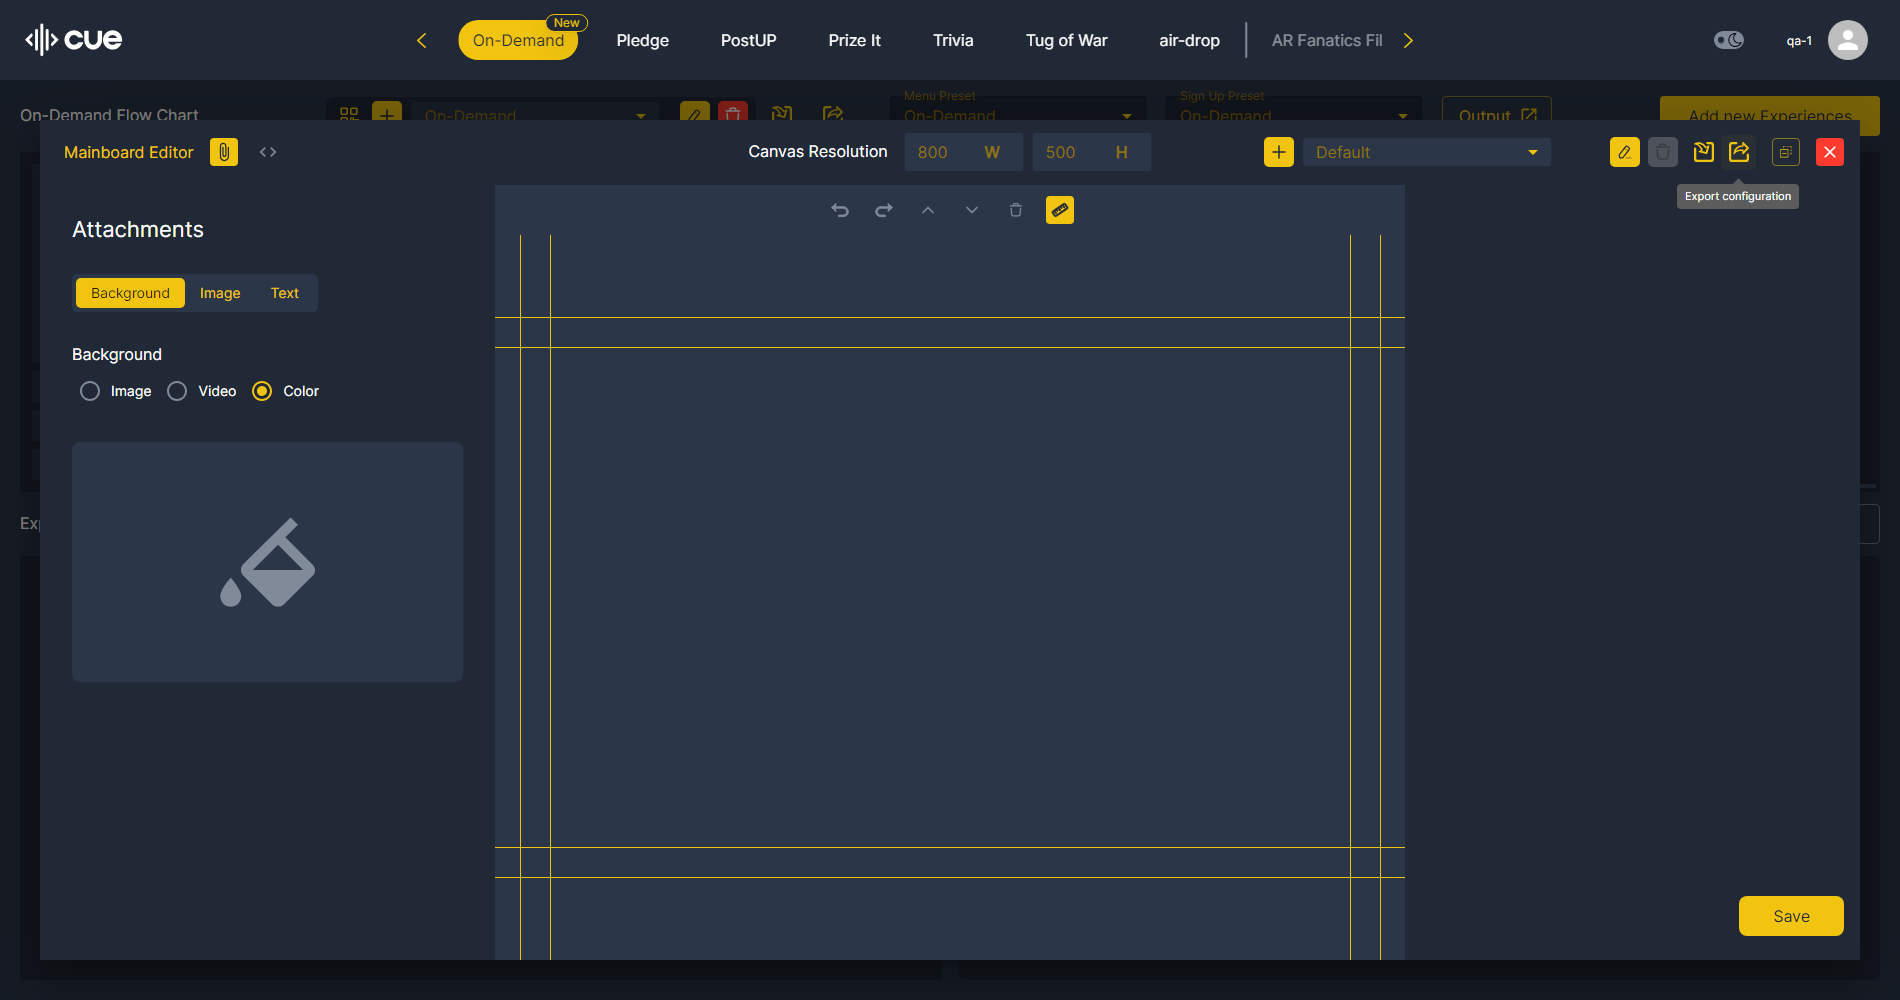 cue
On-Demand
New
Pledge
PostUP
Prize It
Trivia
Tug of War
air-drop
AR Fanatics Fil
qa-1
On-Demand Flow Chart
On-Demand
Menu Preset
On-Demand
Sign Up Preset
On-Demand
Output
Add new Experiences
Mainboard Editor
Canvas Resolution
800 W
500 H
Default
Export configuration
Attachments
Background
Image
Text
Background
Image
Video
Color
Exp
Save